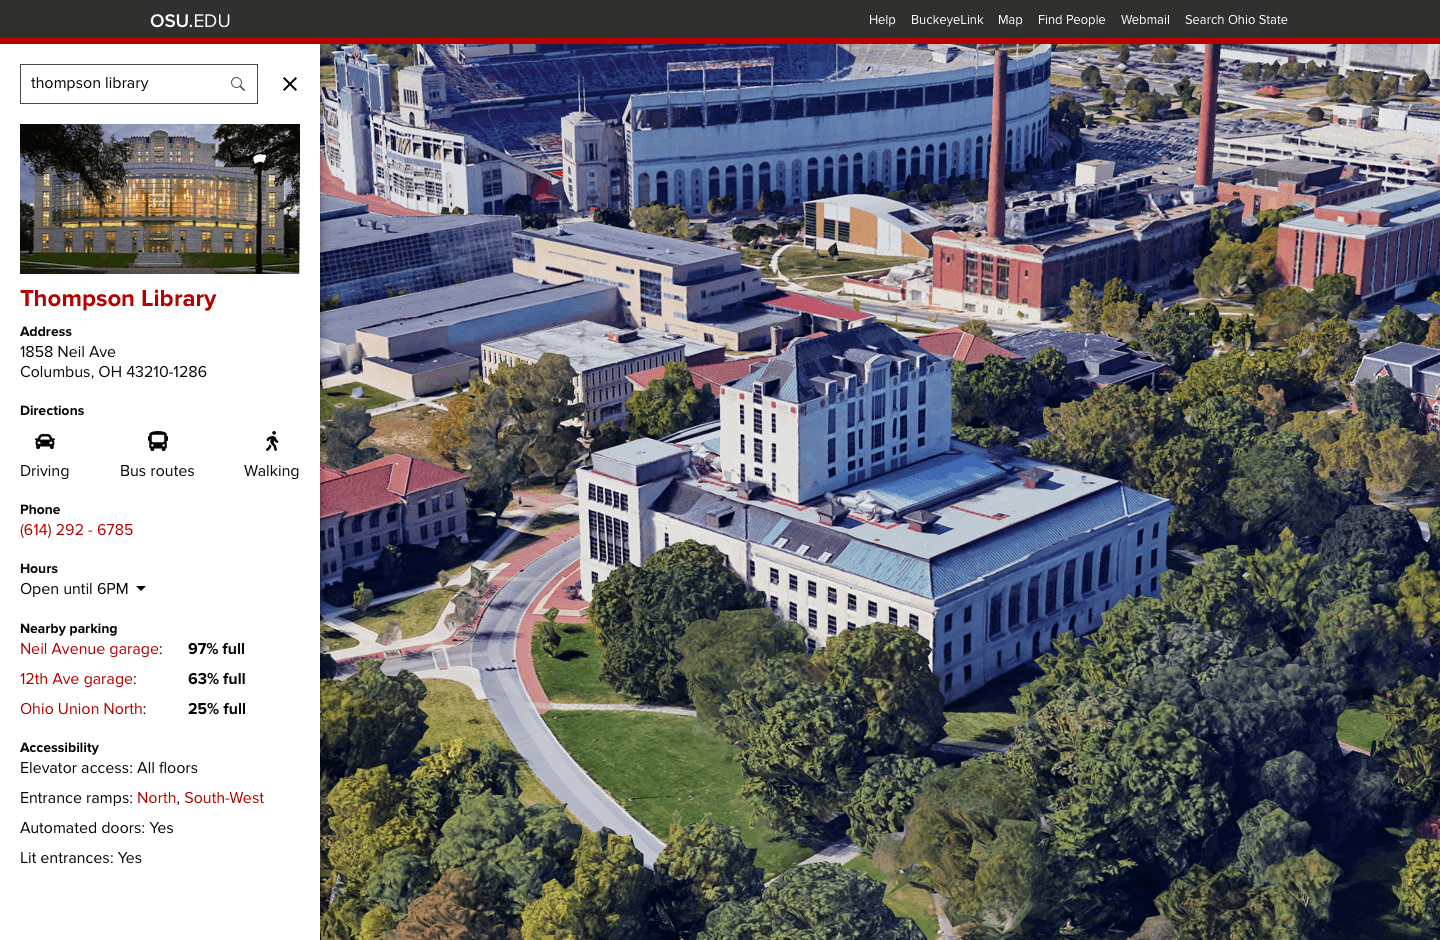 OSU.EDU
Help BuckeyeLink Map Find People Webmail Search Ohio State
thompson library
Thompson Library
Address
1858 Neil Ave
Columbus, OH 43210-1286
Directions
Driving Bus routes Walking
Phone
(614) 292 - 6785
Hours
Open until 6PM
Nearby parking
Neil Avenue garage: 97% full
12th Ave garage: 63% full
Ohio Union North: 25% full
Accessibility
Elevator access: All floors
Entrance ramps: North, South-West
Automated doors: Yes
Lit entrances: Yes